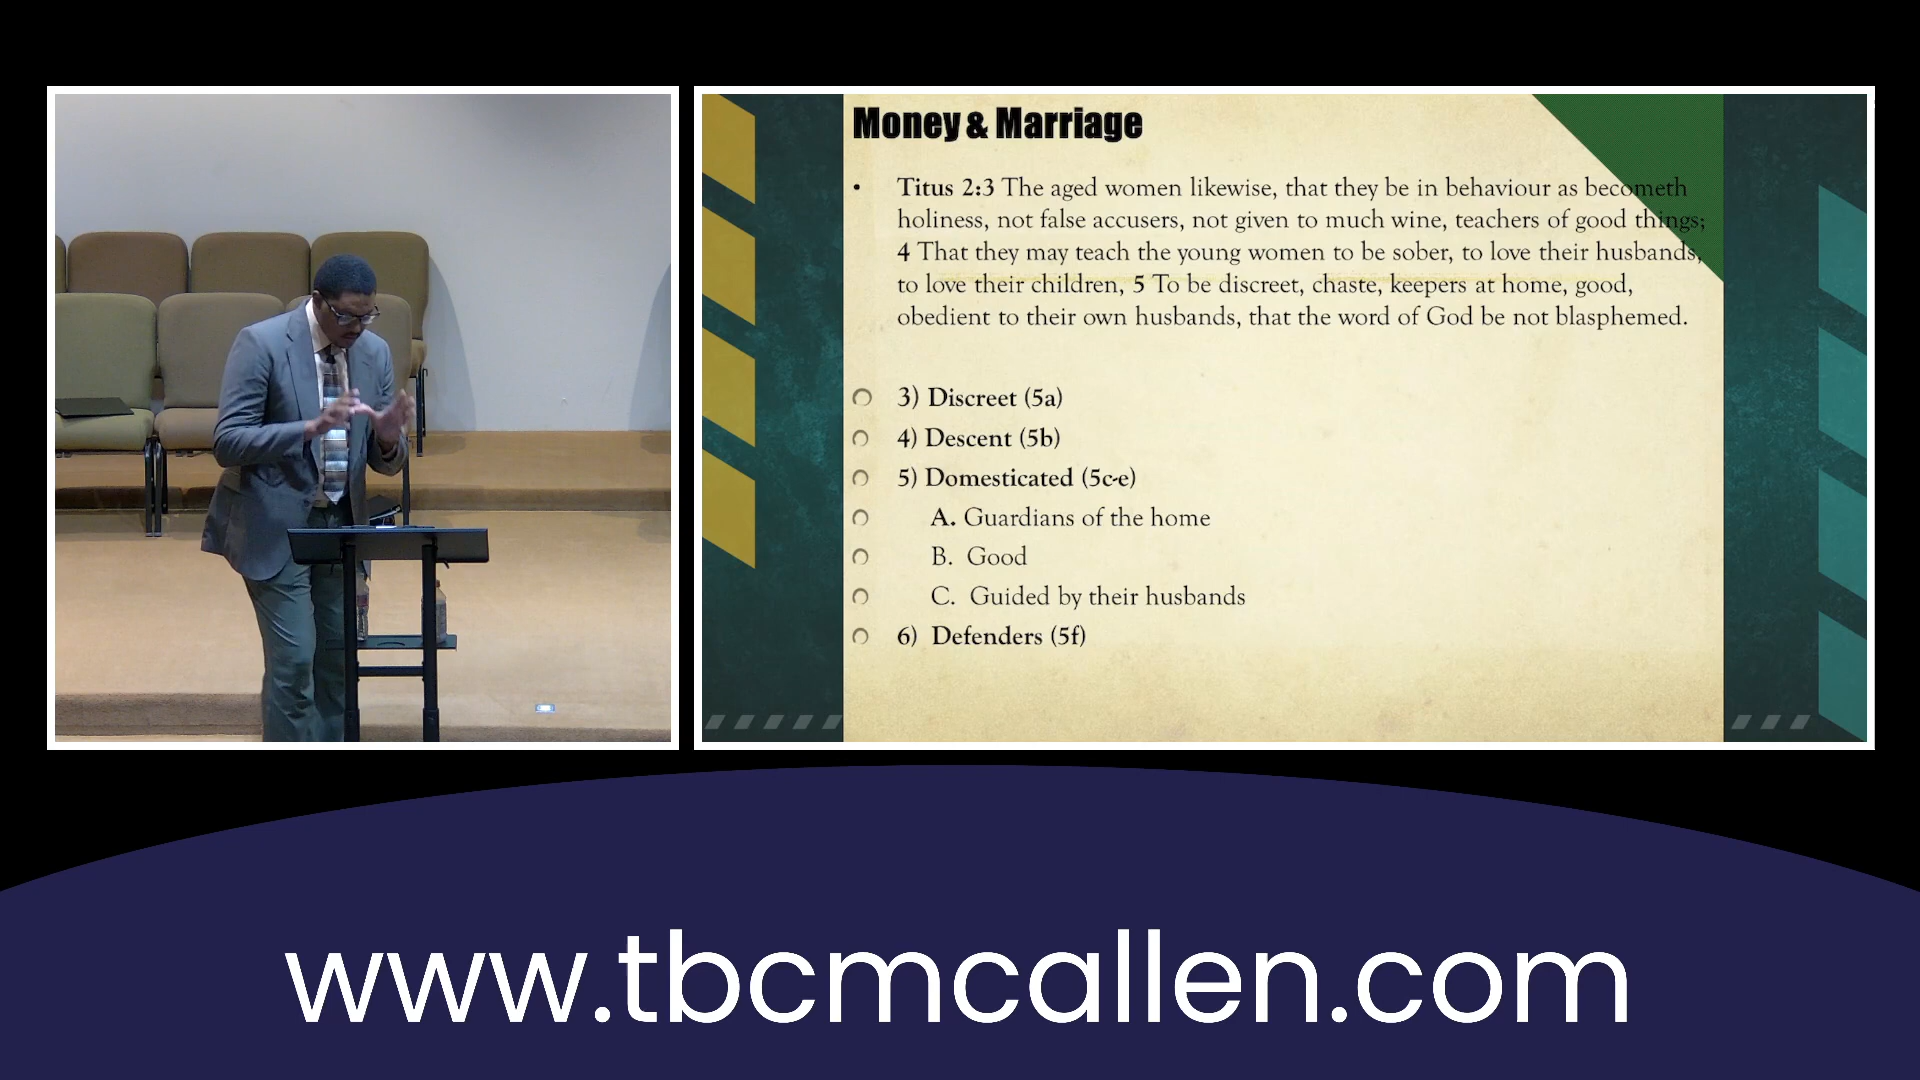 Money & Marriage
• Titus 2:3 The aged women likewise, that they be in behaviour as becometh
holiness, not false accusers, not given to much wine, teachers of good things;
4 That they may teach the young women to be sober, to love their husbands,
to love their children, 5 To be discreet, chaste, keepers at home, good,
obedient to their own husbands, that the word of God be not blasphemed.
3) Discreet (5a)
4) Descent (5b)
5) Domesticated (5c-e)
A. Guardians of the home
B. Good
C. Guided by their husbands
6) Defenders (5f)
www.tbcmcallen.com